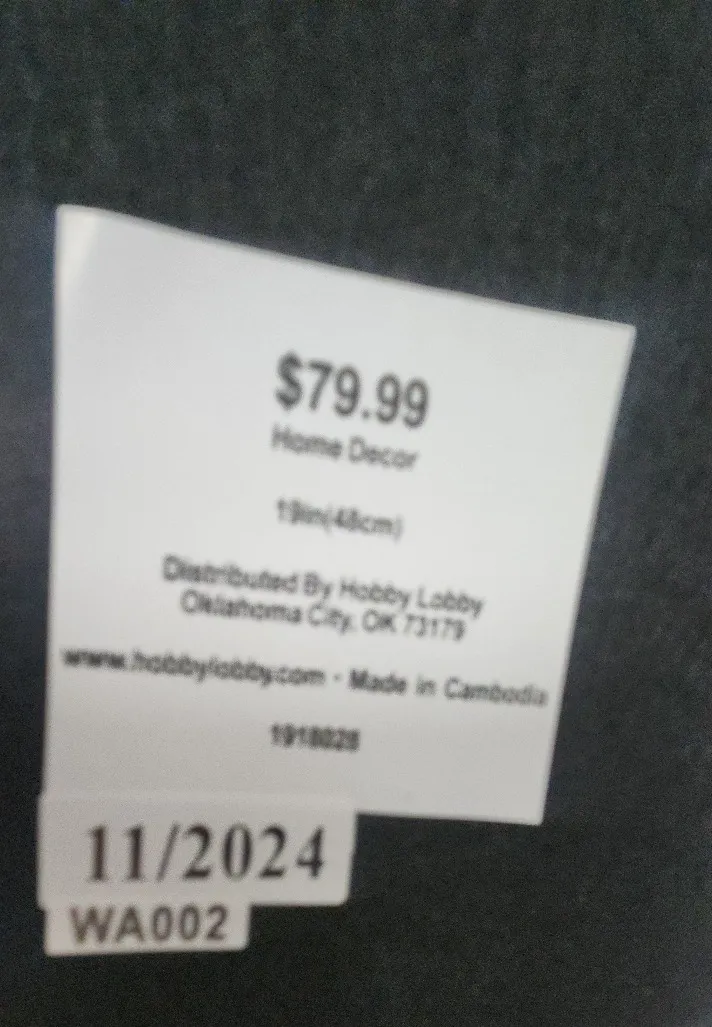 $79.99
Home Decor
19in(48cm)
Distributed By Hobby Lobby
Oklahoma City, OK 73179
www.hobbylobby.com · Made in Cambodia
1918028
11/2024
WA002